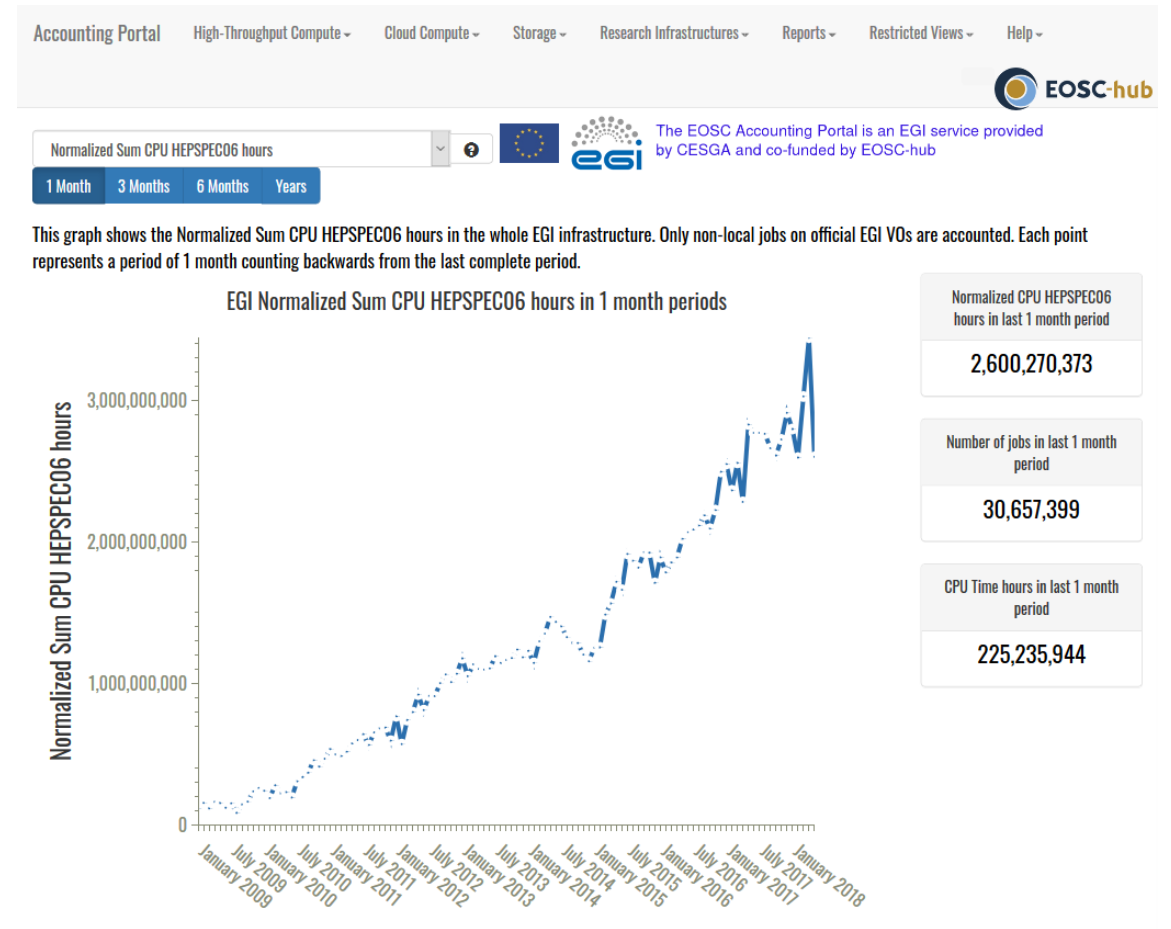 Accounting Portal High-Throughput Compute Cloud Compute Storage Research Infrastructures Reports Restricted Views Help
EOSC-hub
Normalized Sum CPU HEPSPEC06 hours
egi
The EOSC Accounting Portal is an EGI service provided
by CESGA and co-funded by EOSC-hub
1 Month 3 Months 6 Months Years
This graph shows the Normalized Sum CPU HEPSPEC06 hours in the whole EGI infrastructure. Only non-local jobs on official EGI VOs are accounted. Each point
represents a period of 1 month counting backwards from the last complete period.
EGI Normalized Sum CPU HEPSPEC06 hours in 1 month periods
Normalized Sum CPU HEPSPEC06 hours
3,000,000,000
2,000,000,000
1,000,000,000
0
January 2009
July 2009
January 2010
July 2010
January 2011
July 2011
January 2012
July 2012
January 2013
July 2013
January 2014
July 2014
January 2015
July 2015
January 2016
July 2016
January 2017
July 2017
January 2018
Normalized CPU HEPSPEC06
hours in last 1 month period
2,600,270,373
Number of jobs in last 1 month
period
30,657,399
CPU Time hours in last 1 month
period
225,235,944